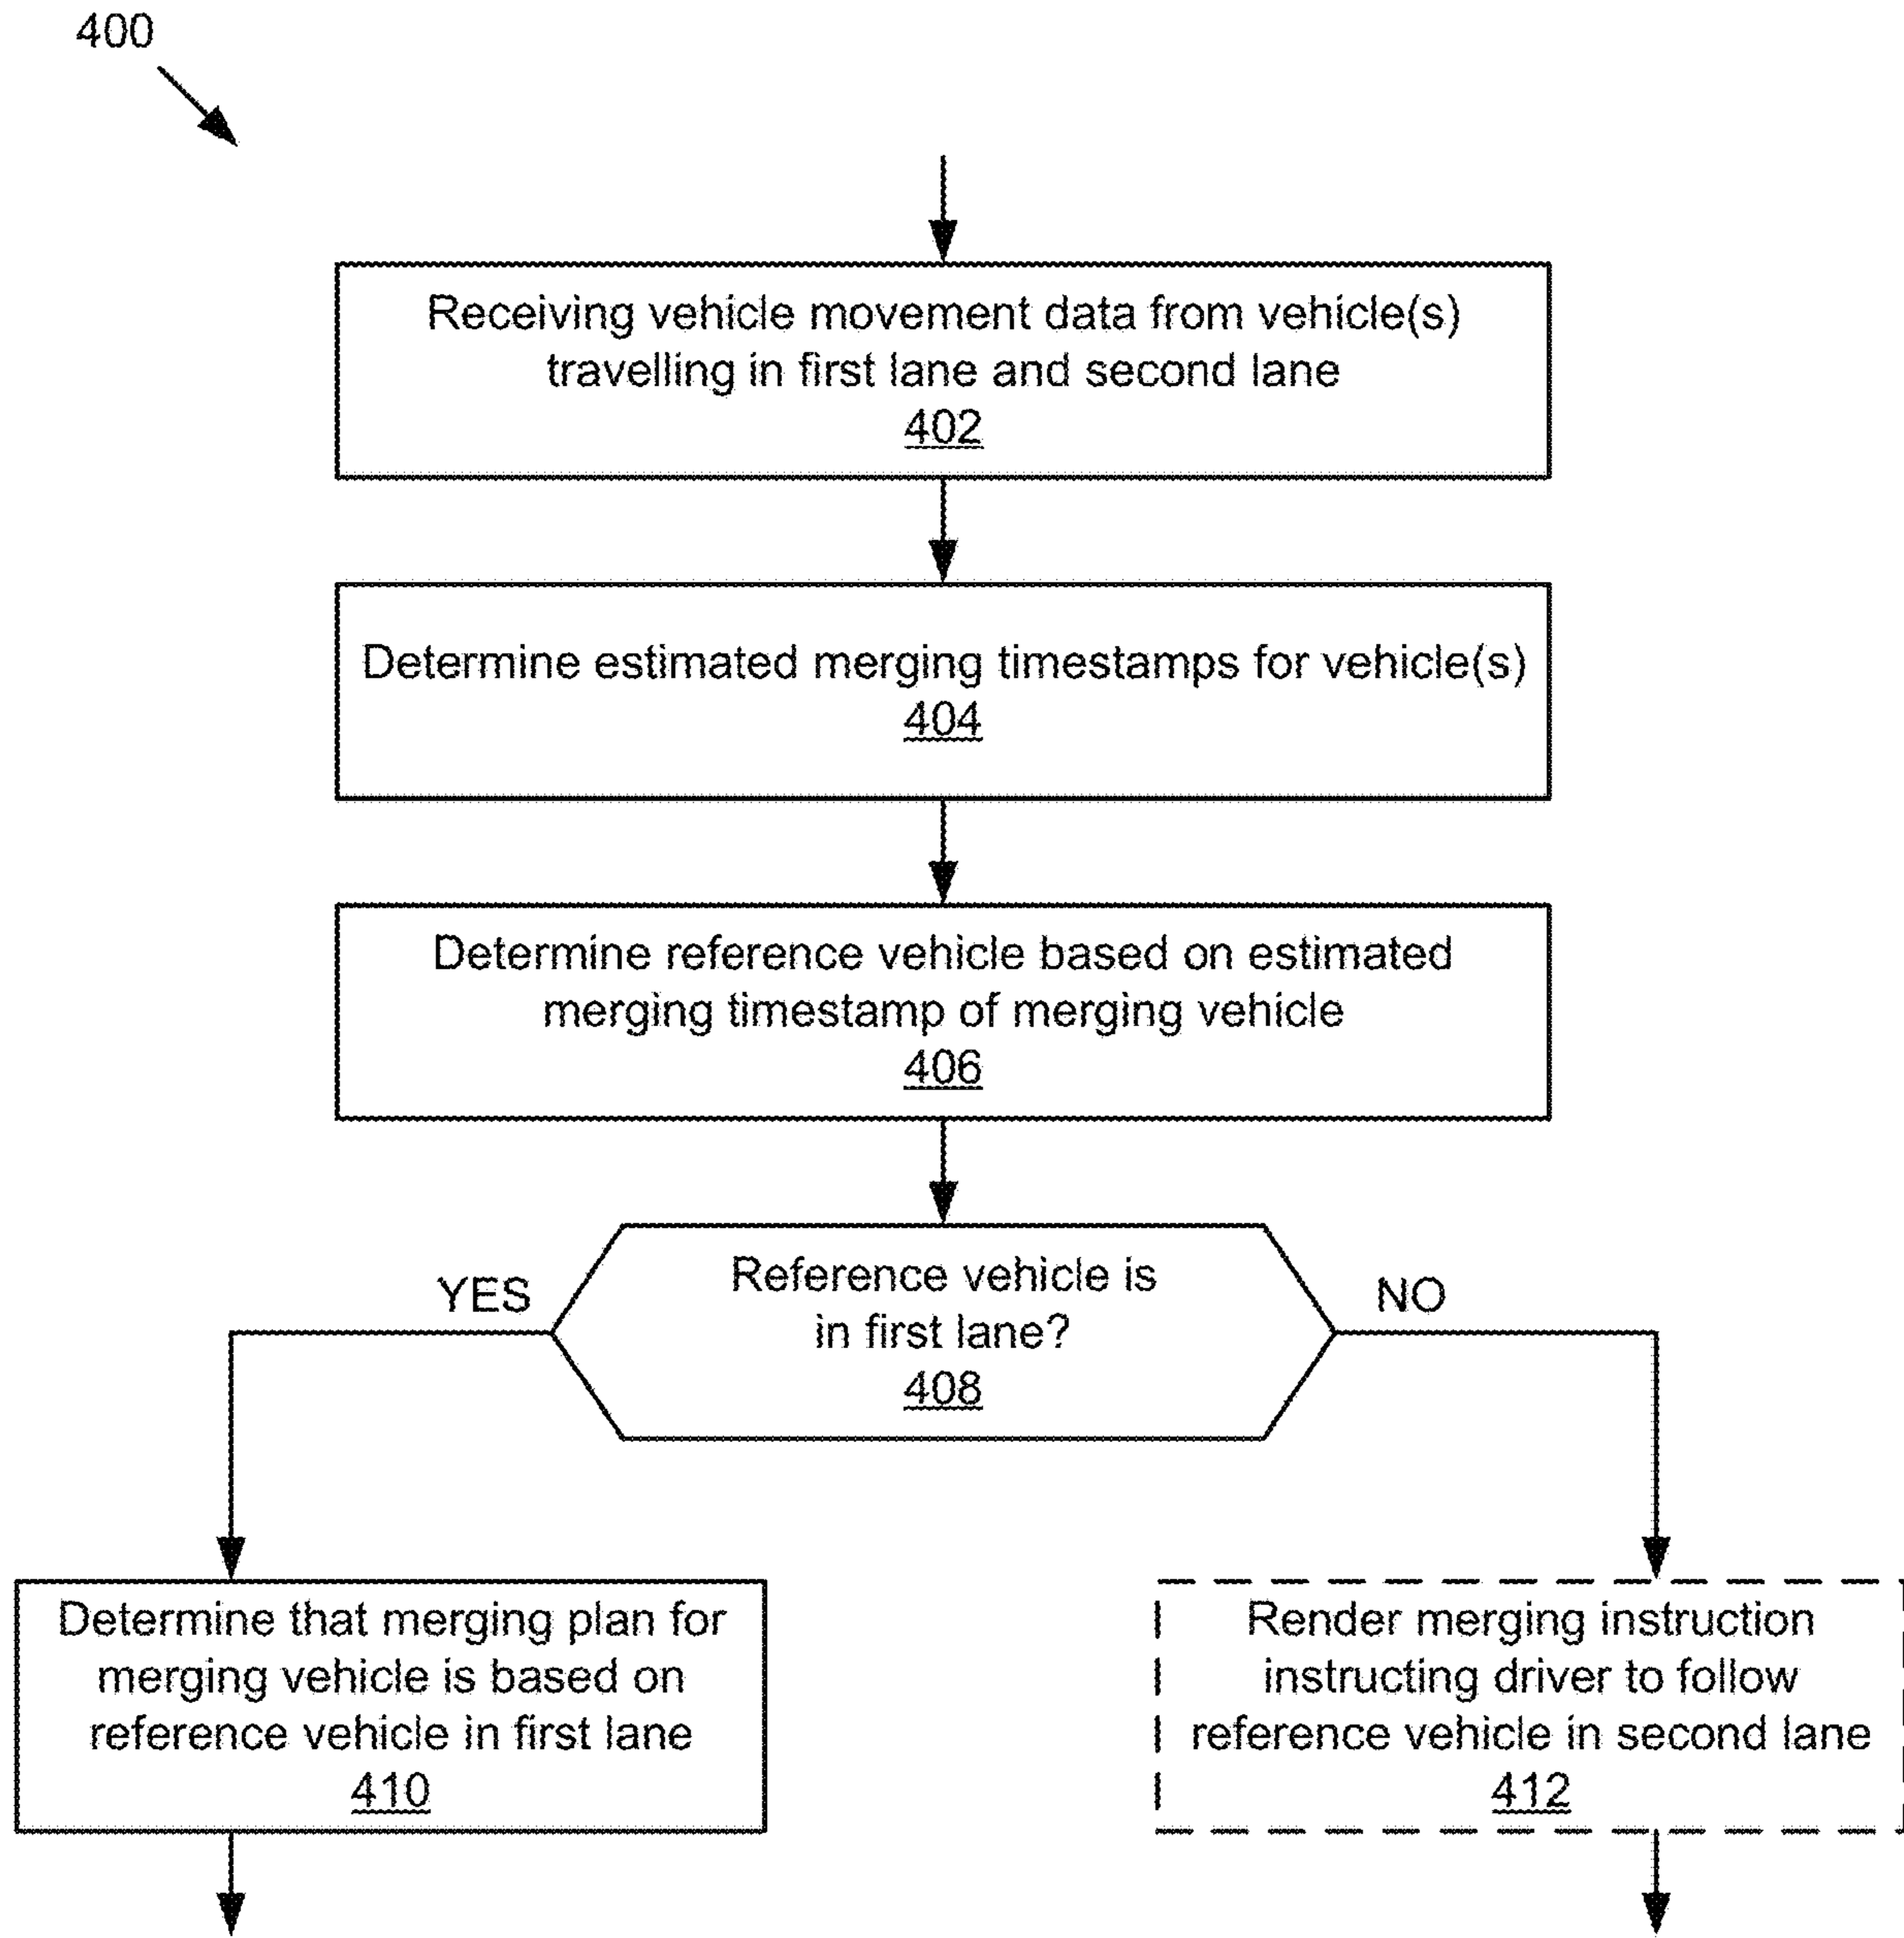 400
Receiving vehicle movement data from vehicle(s)
travelling in first lane and second lane
402
Determine estimated merging timestamps for vehicle(s)
404
Determine reference vehicle based on estimated
merging timestamp of merging vehicle
406
Reference vehicle is
in first lane?
408
YES
NO
Determine that merging plan for
merging vehicle is based on
reference vehicle in first lane
410
Render merging instruction
instructing driver to follow
reference vehicle in second lane
412